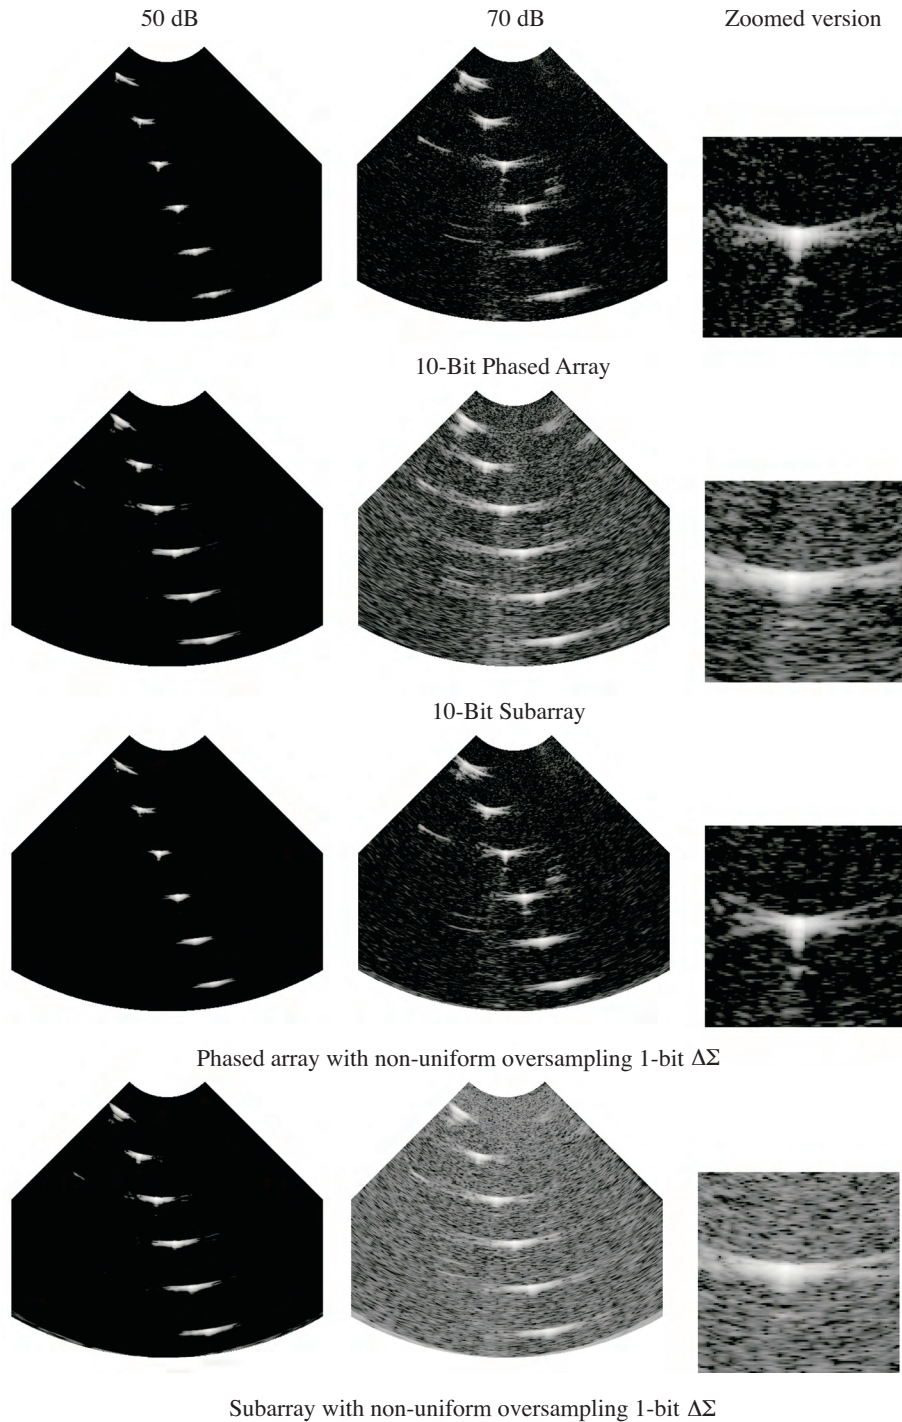 50 dB
70 dB
Zoomed version
10-Bit Phased Array
10-Bit Subarray
Phased array with non-uniform oversampling 1-bit ΔΣ
Subarray with non-uniform oversampling 1-bit ΔΣ